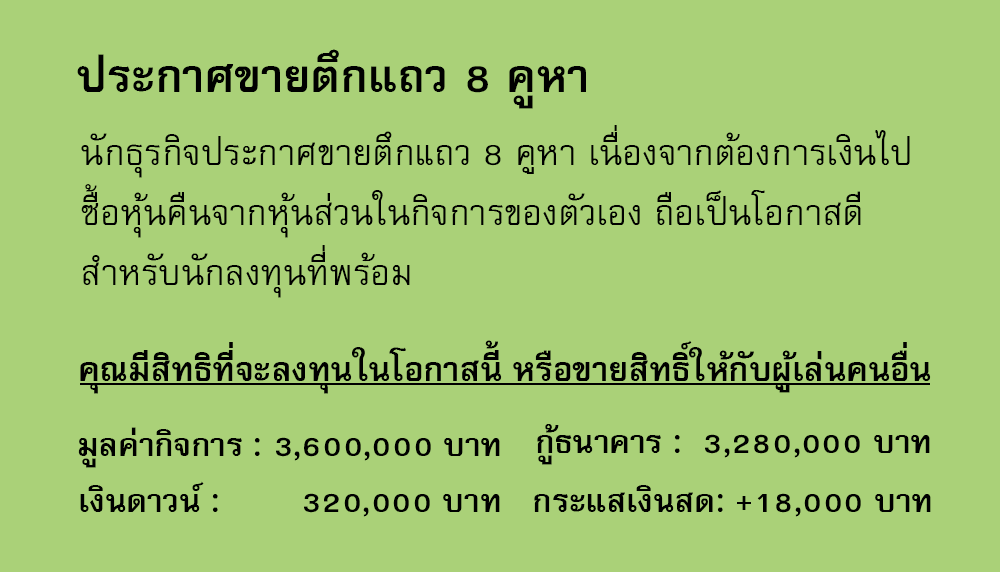 ประกาศขายตึกแถว 8 คูหา
นักธุรกิจประกาศขายตึกแถว 8 คูหา เนื่องจากต้องการเงินไป
ซื้อหุ้นคืนจากหุ้นส่วนในกิจการของตัวเอง ถือเป็นโอกาสดี
สำหรับนักลงทุนที่พร้อม
คุณมีสิทธิที่จะลงทุนในโอกาสนี้ หรือขายสิทธิ์ให้กับผู้เล่นคนอื่น
มูลค่ากิจการ : 3,600,000 บาท กู้ธนาคาร : 3,280,000 บาท
เงินดาวน์ : 320,000 บาท กระแสเงินสด: +18,000 บาท